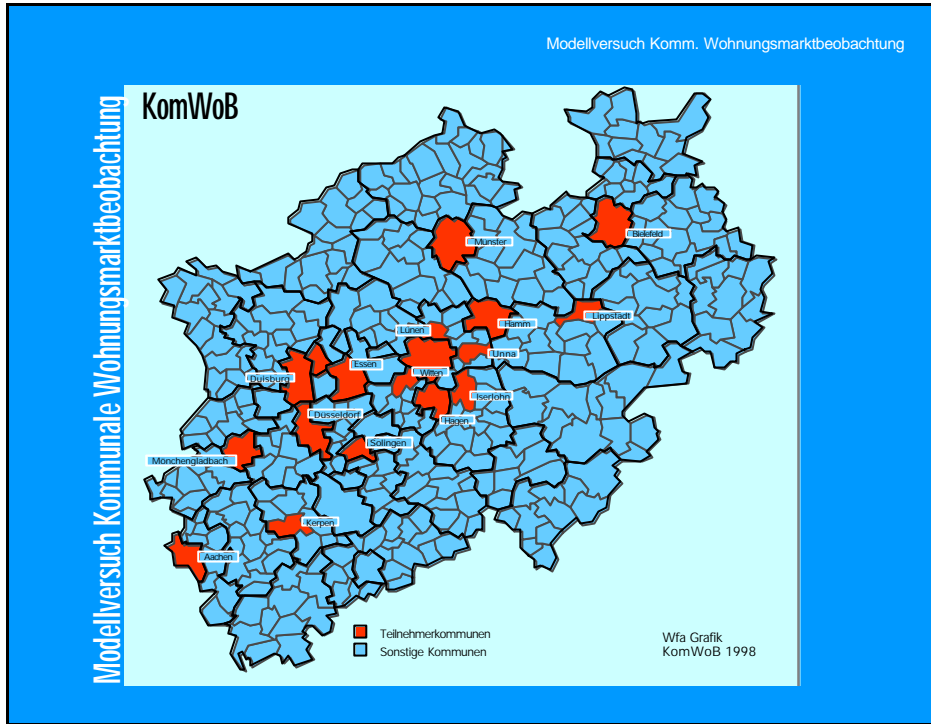 Modellversuch Komm. Wohnungsmarktbeobachtung
Modellversuch Kommunale Wohnungsmarktbeobachtung
KomWoB
Münster
Bielefeld
Lippstadt
Hamm
Lünen
Unna
Essen
Witten
Duisburg
Iserlohn
Düsseldorf
Hagen
Solingen
Mönchengladbach
Kerpen
Aachen
Teilnehmerkommunen
Sonstige Kommunen
Wfa Grafik
KomWoB 1998